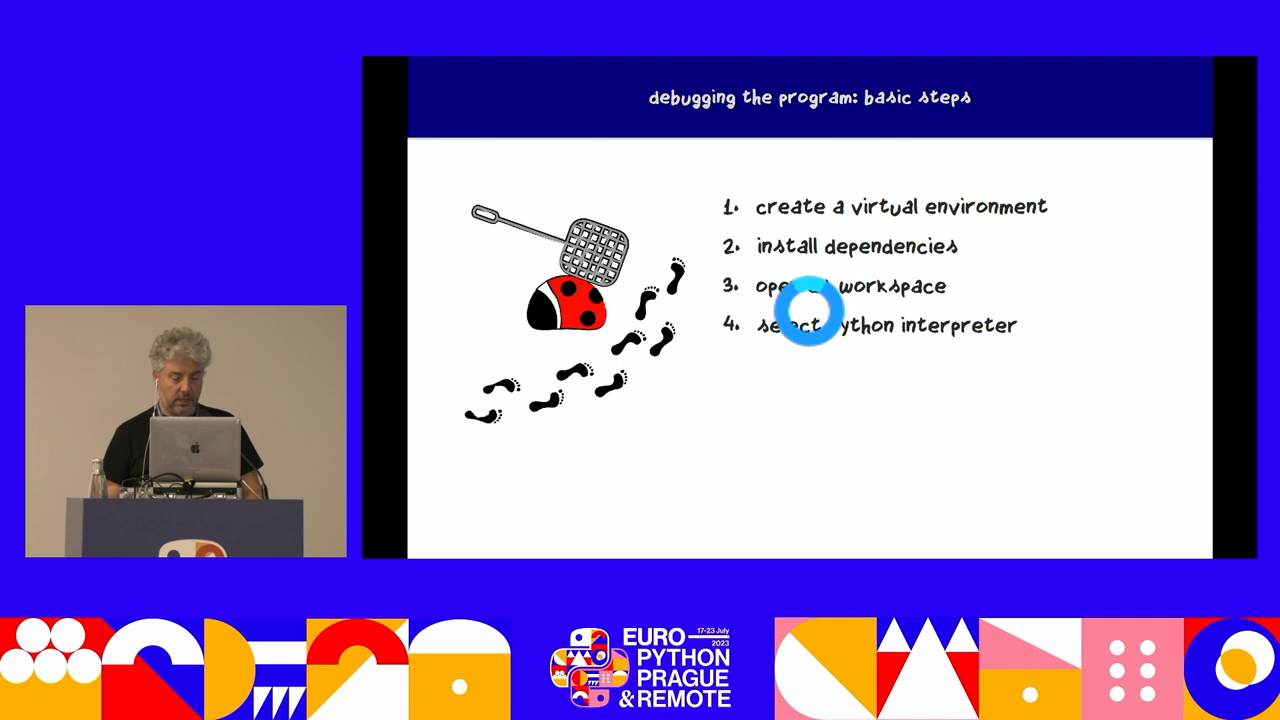 debugging the program: basic steps
1. create a virtual environment
2. install dependencies
3. workspace
4. python interpreter
17-23 July
2023
EURO
PYTHON
PRAGUE
& REMOTE